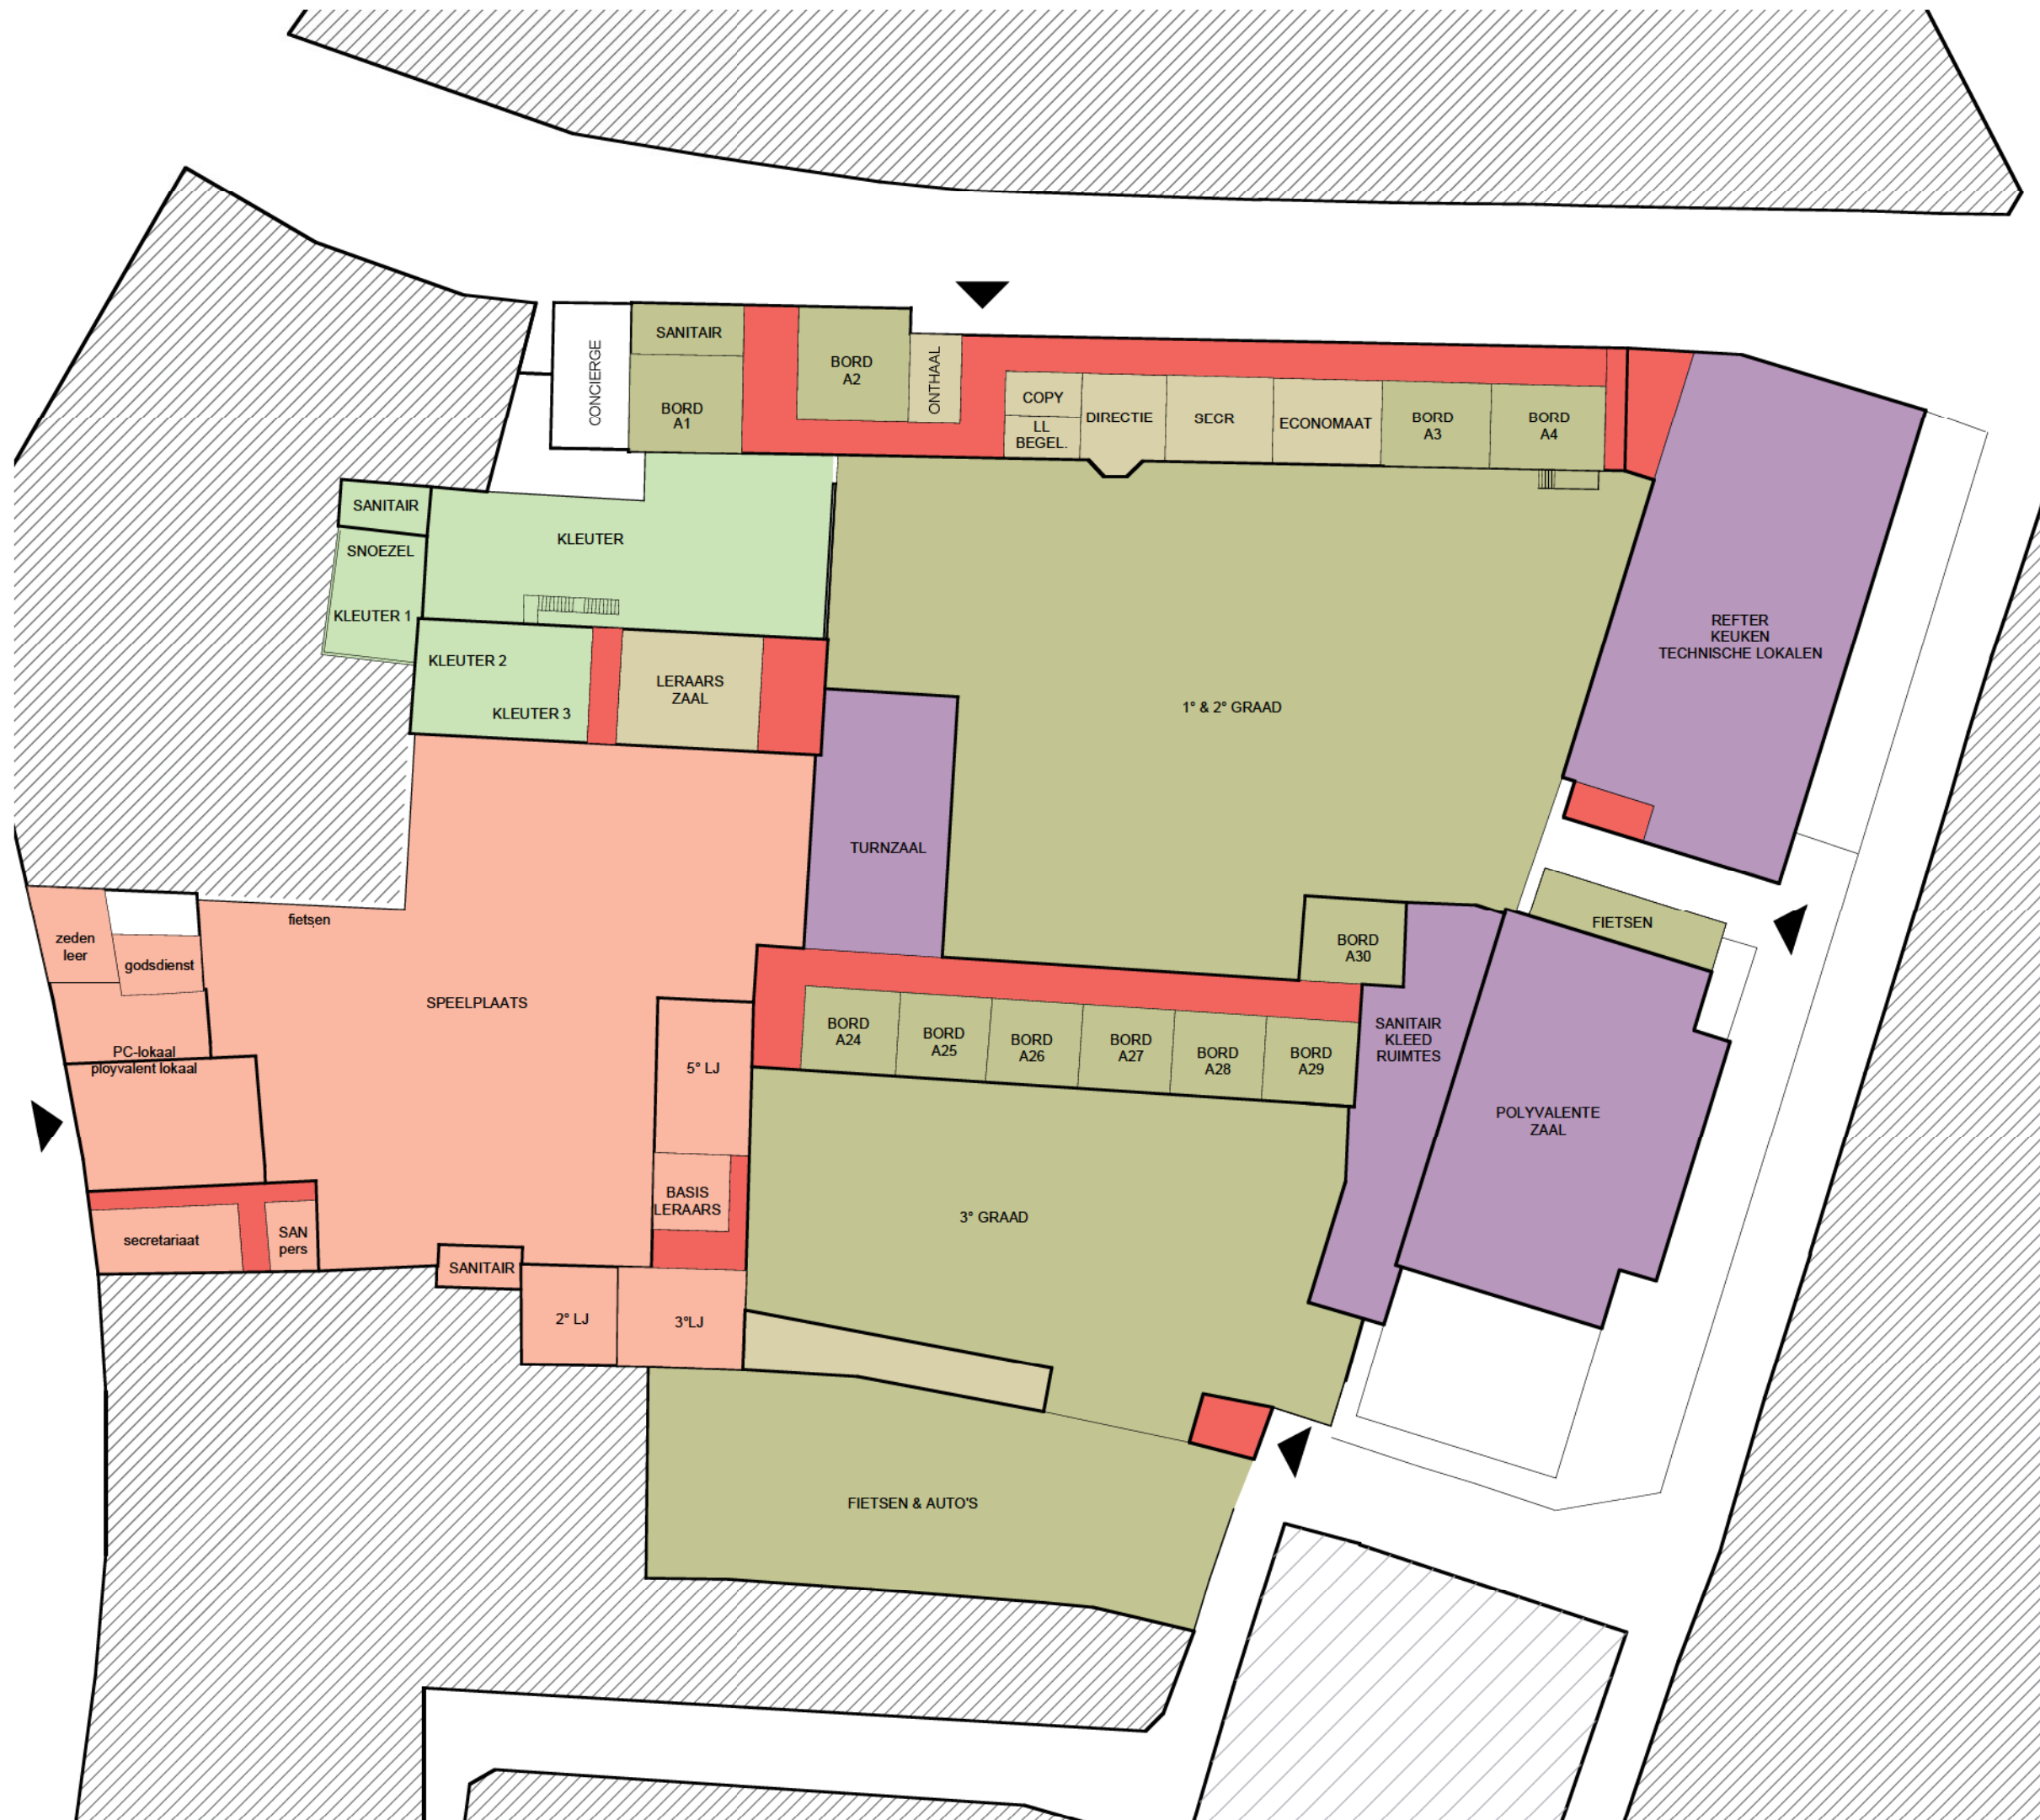 SANITAIR
CONCIERGE
BORD
A1
BORD
A2
ONTHAAL
COPY
LL
BEGEL.
DIRECTIE
SECR
ECONOMAAT
BORD
A3
BORD
A4
SANITAIR
SNOEZEL
KLEUTER
KLEUTER 1
KLEUTER 2
KLEUTER 3
LERAARS
ZAAL
REFTER
KEUKEN
TECHNISCHE LOKALEN
1° & 2° GRAAD
TURNZAAL
fietsen
FIETSEN
zeden
leer
godsdienst
SPEELPLAATS
BORD
A30
BORD
A24
BORD
A25
BORD
A26
BORD
A27
BORD
A28
BORD
A29
SANITAIR
KLEED
RUIMTES
PC-lokaal
ployvalent lokaal
5° LJ
POLYVALENTE
ZAAL
BASIS
LERAARS
3° GRAAD
secretariaat
SAN
pers
SANITAIR
2° LJ
3°LJ
FIETSEN & AUTO'S